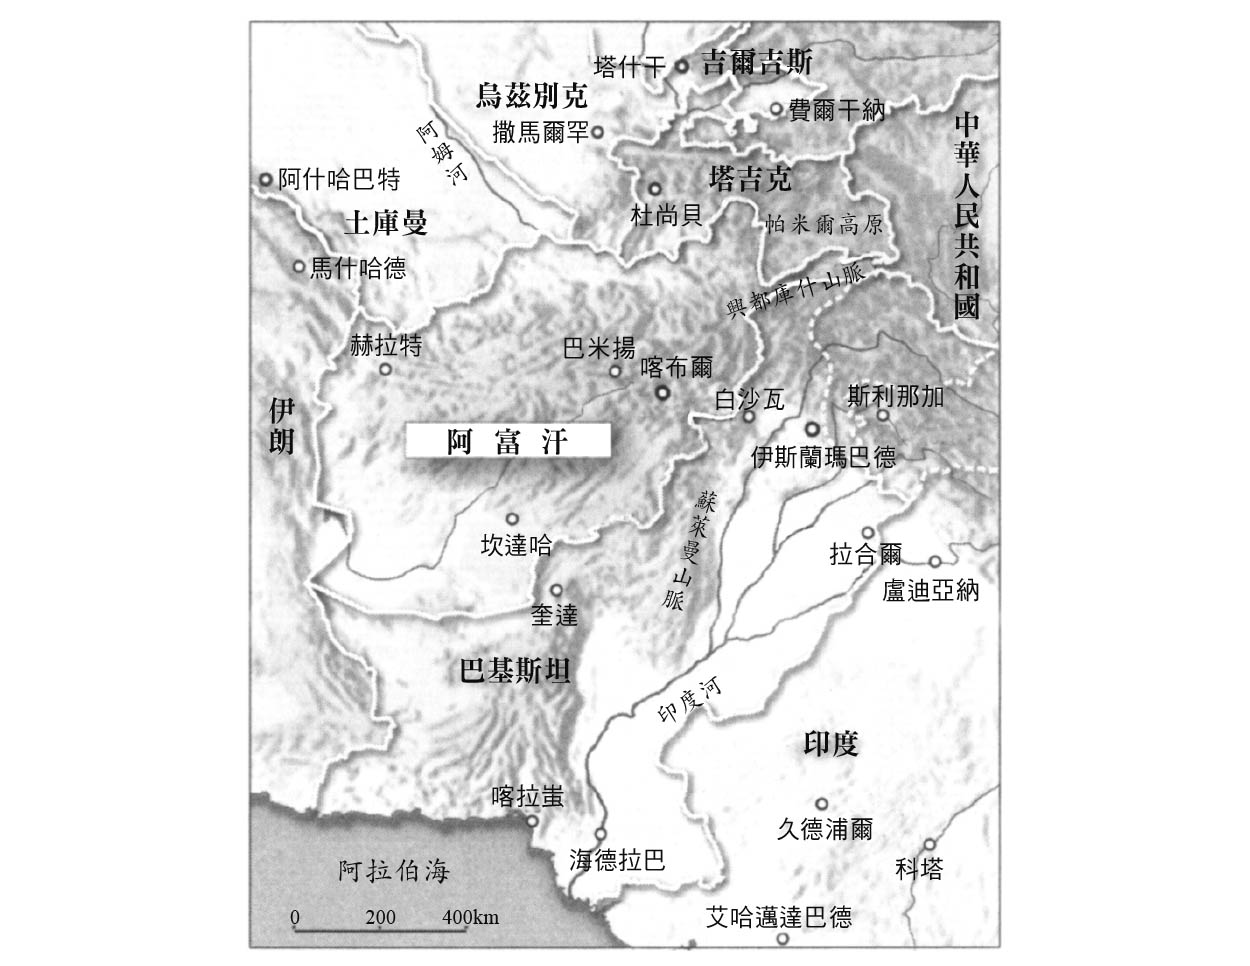 塔什干
吉爾吉斯
烏茲別克
費爾干納
撒馬爾罕
中華人民共和國
阿姆河
阿什哈巴特
塔吉克
土庫曼
杜尚貝
帕米爾高原
馬什哈德
興都庫什山脈
赫拉特
巴米揚
喀布爾
白沙瓦
斯利那加
伊朗
阿富汗
伊斯蘭瑪巴德
蘇萊曼山脈
坎達哈
拉合爾
盧迪亞納
奎達
巴基斯坦
印度河
印度
喀拉蚩
久德浦爾
海德拉巴
科塔
阿拉伯海
艾哈邁達巴德
0 200 400km